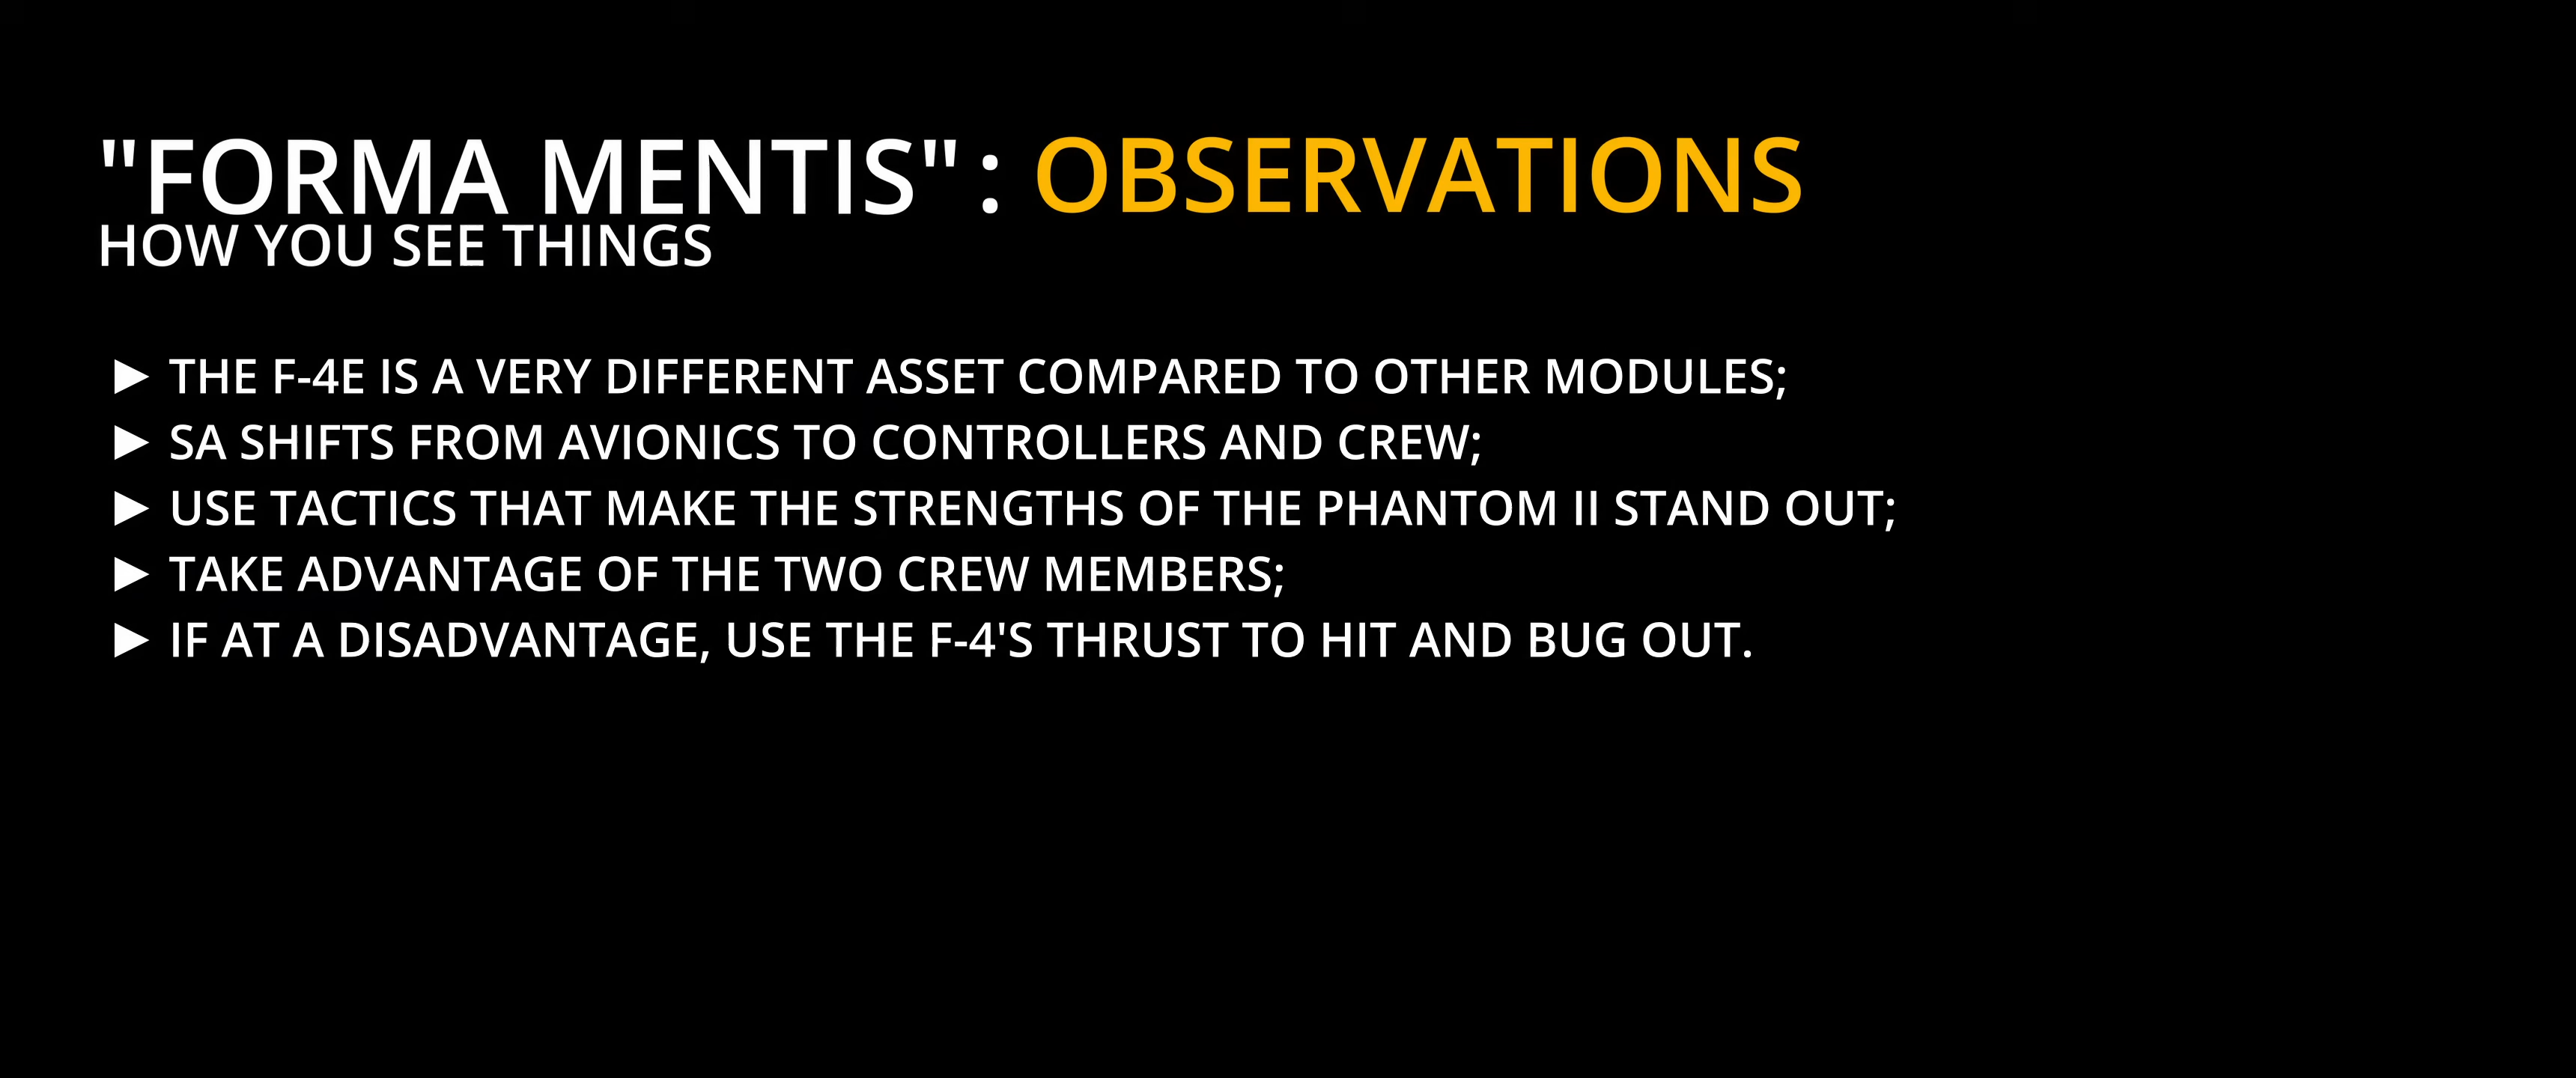 "FORMA MENTIS" : OBSERVATIONS
HOW YOU SEE THINGS
► THE F-4E IS A VERY DIFFERENT ASSET COMPARED TO OTHER MODULES;
► SA SHIFTS FROM AVIONICS TO CONTROLLERS AND CREW;
► USE TACTICS THAT MAKE THE STRENGTHS OF THE PHANTOM II STAND OUT;
► TAKE ADVANTAGE OF THE TWO CREW MEMBERS;
► IF AT A DISADVANTAGE, USE THE F-4'S THRUST TO HIT AND BUG OUT.